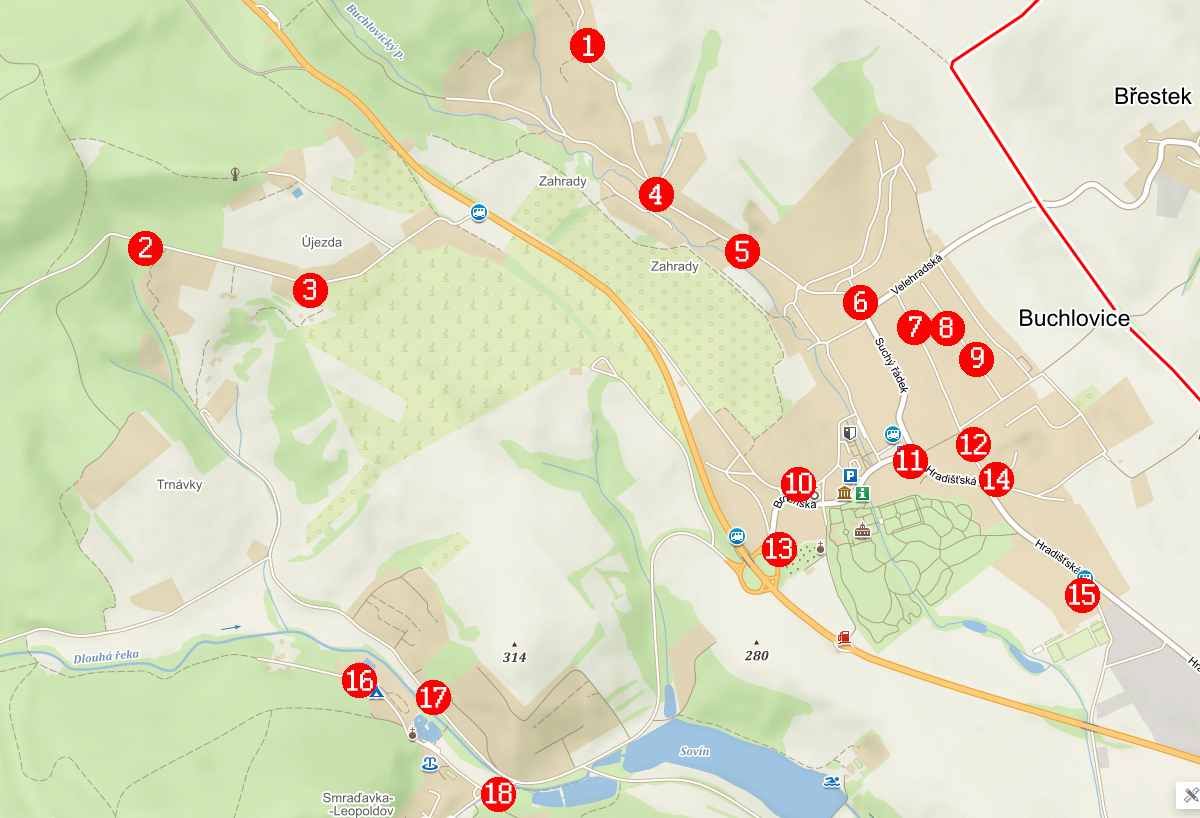 Buchlovický p.
1
Břestek
Zahrady
4
2
Újezda
5
Zahrady
3
Velehradská
6
Buchlovice
7
8
Suchý řádek
9
12
11
Hradišťská
14
10
P
i
Trnávky
13
Hradišťská
15
Dlouhá řeka
314
280
16
17
Sovín
18
Smraďavka-
-Leopoldov